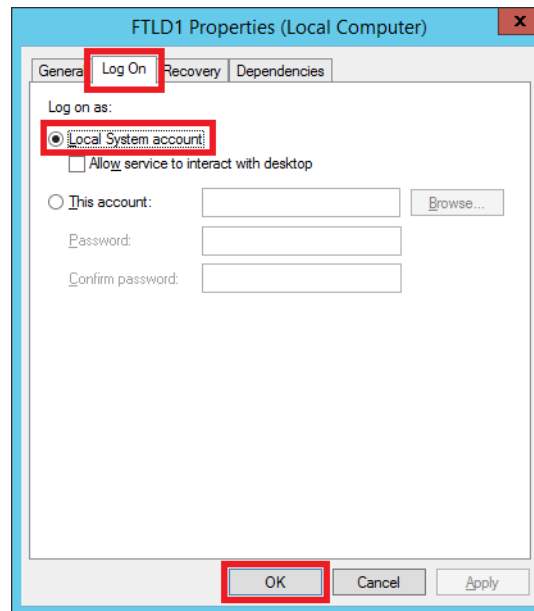 FTLD1 Properties (Local Computer)
x
General Log On Recovery Dependencies
Log on as:
Local System account
Allow service to interact with desktop
This account: Browse...
Password:
Confirm password:
OK Cancel Apply